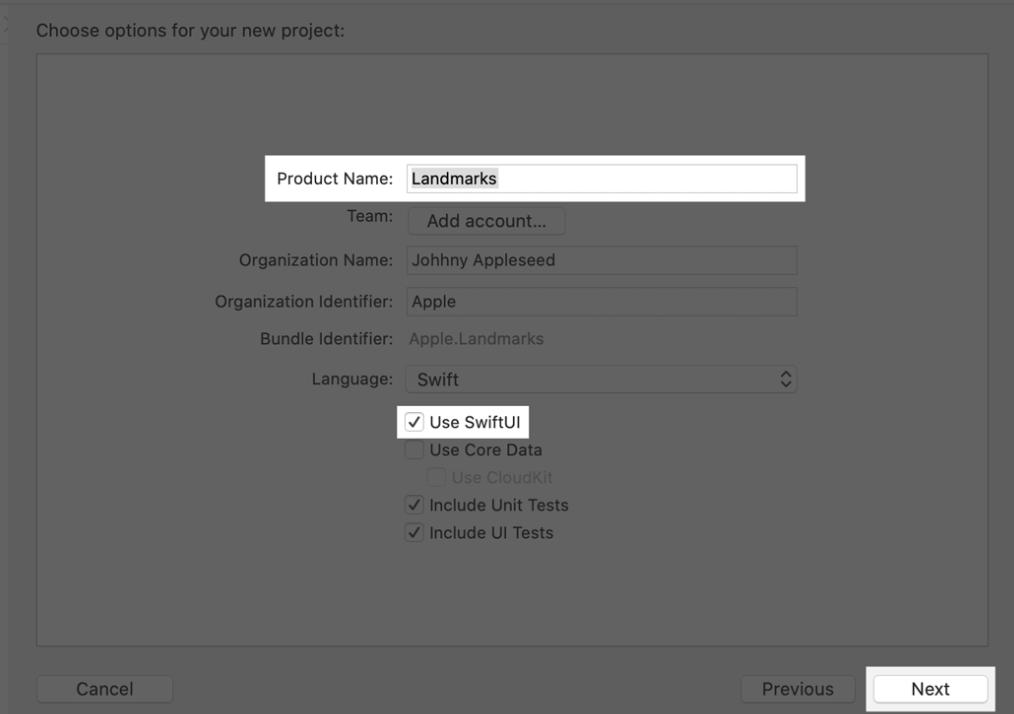 Choose options for your new project:
Product Name: Landmarks
Team: Add account...
Organization Name: Johhny Appleseed
Organization Identifier: Apple
Bundle Identifier: Apple.Landmarks
Language: Swift
Use SwiftUI
Use Core Data
Use CloudKit
Include Unit Tests
Include UI Tests
Cancel Previous Next